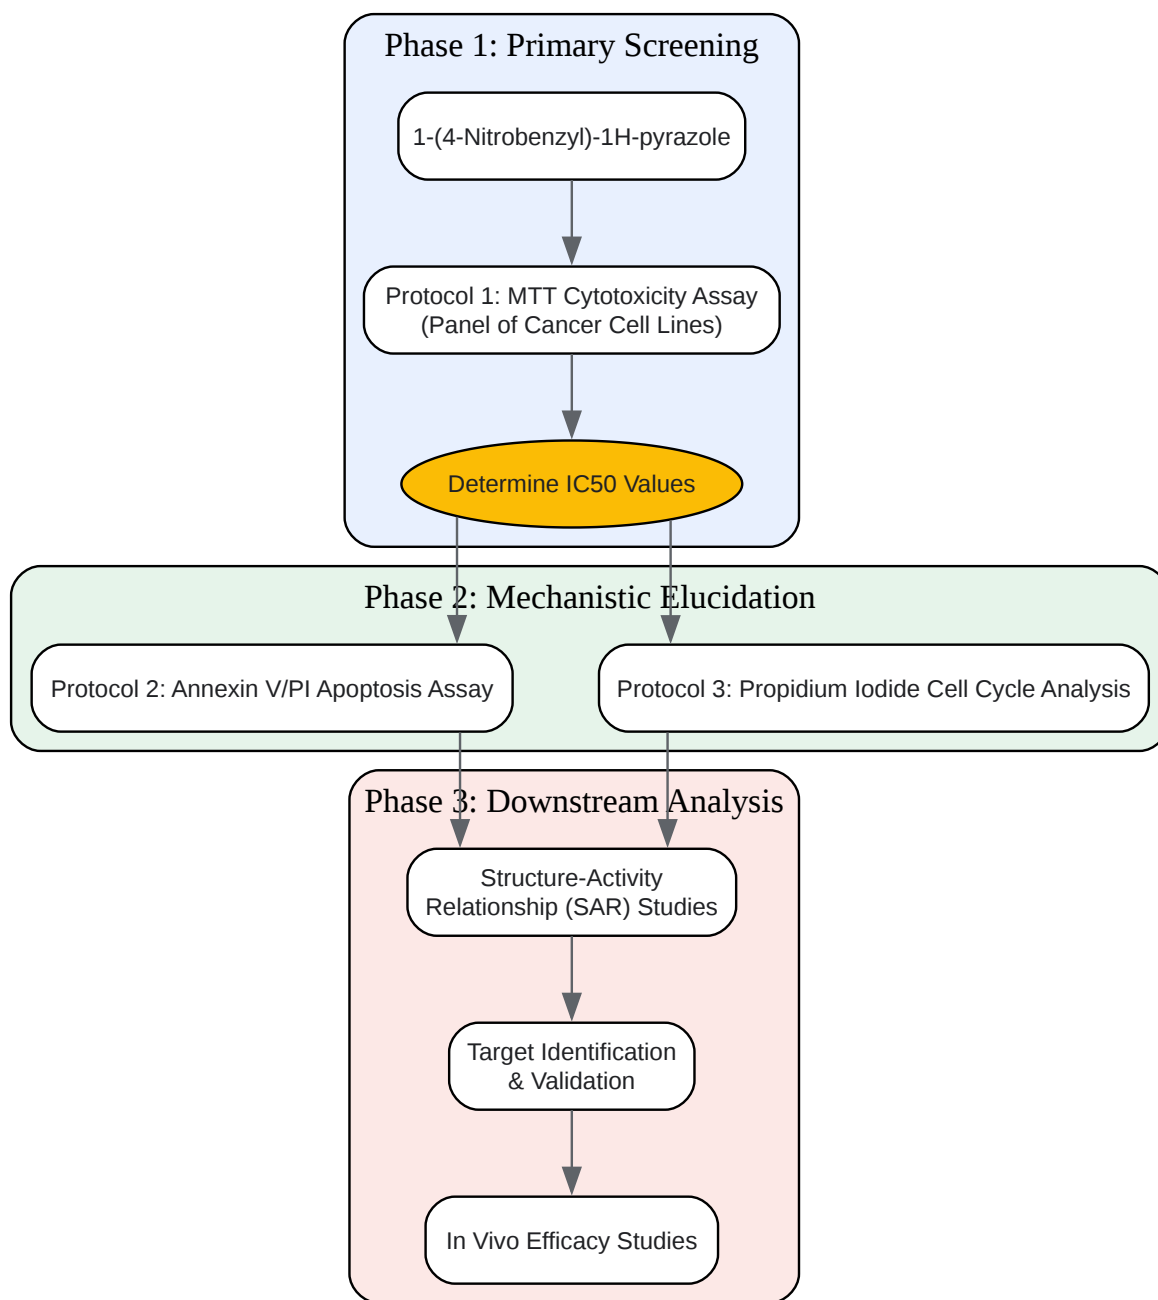 Phase 1: Primary Screening
1-(4-Nitrobenzyl)-1H-pyrazole
Protocol 1: MTT Cytotoxicity Assay
(Panel of Cancer Cell Lines)
Determine IC50 Values
Phase 2: Mechanistic Elucidation
Protocol 2: Annexin V/PI Apoptosis Assay
Protocol 3: Propidium Iodide Cell Cycle Analysis
Phase 3: Downstream Analysis
Structure-Activity
Relationship (SAR) Studies
Target Identification
& Validation
In Vivo Efficacy Studies